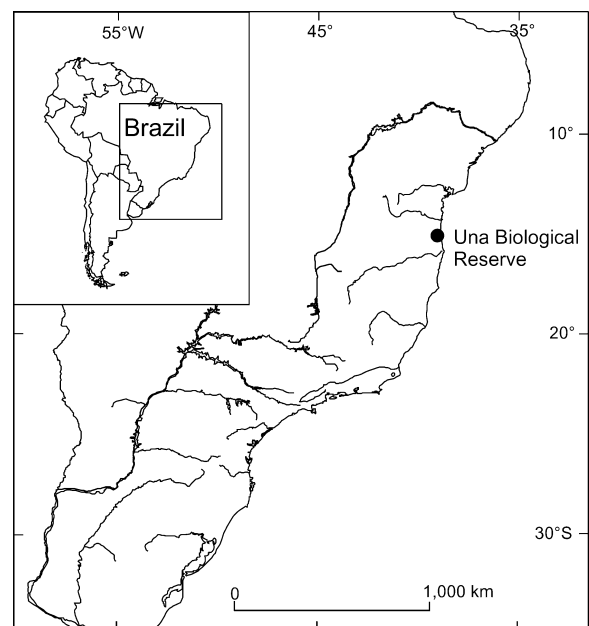 55°W
45°
35°
Brazil
10°
Una Biological
Reserve
20°
30°S
0
1,000 km